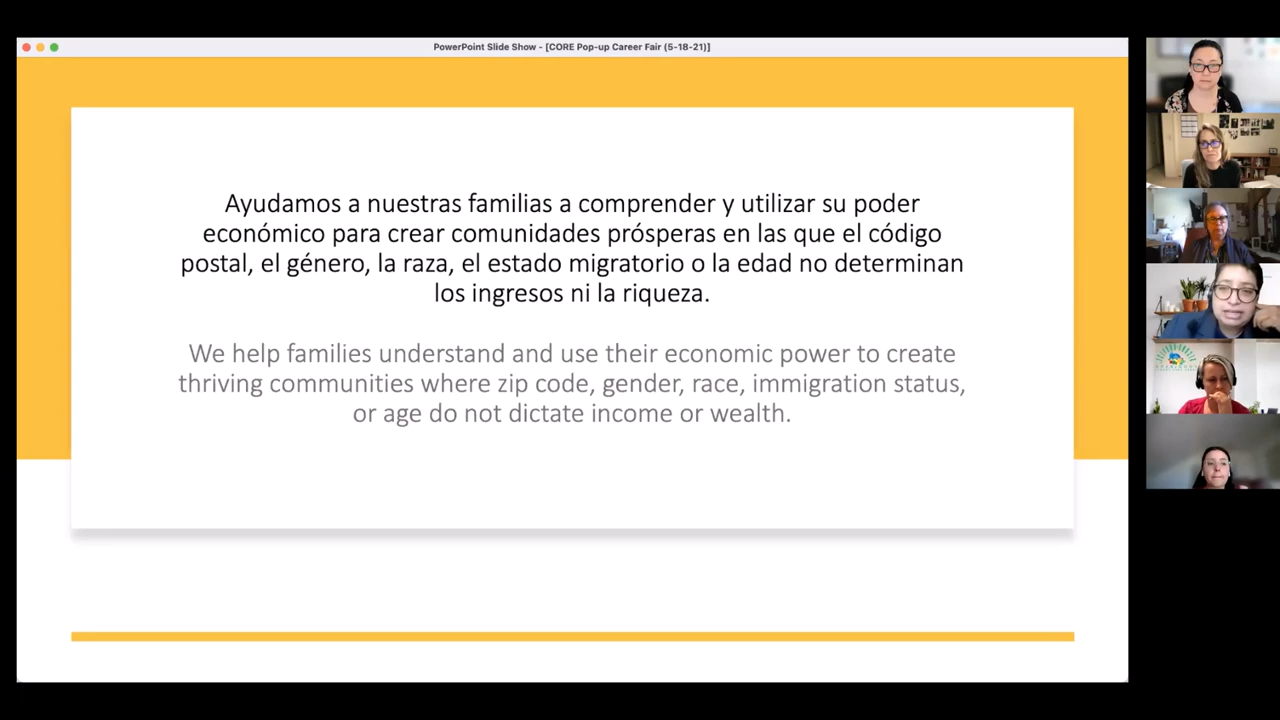 PowerPoint Slide Show - [CORE Pop-up Career Fair (5-18-21)]
Ayudamos a nuestras familias a comprender y utilizar su poder
económico para crear comunidades prósperas en las que el código
postal, el género, la raza, el estado migratorio o la edad no determinan
los ingresos ni la riqueza.
We help families understand and use their economic power to create
thriving communities where zip code, gender, race, immigration status,
or age do not dictate income or wealth.